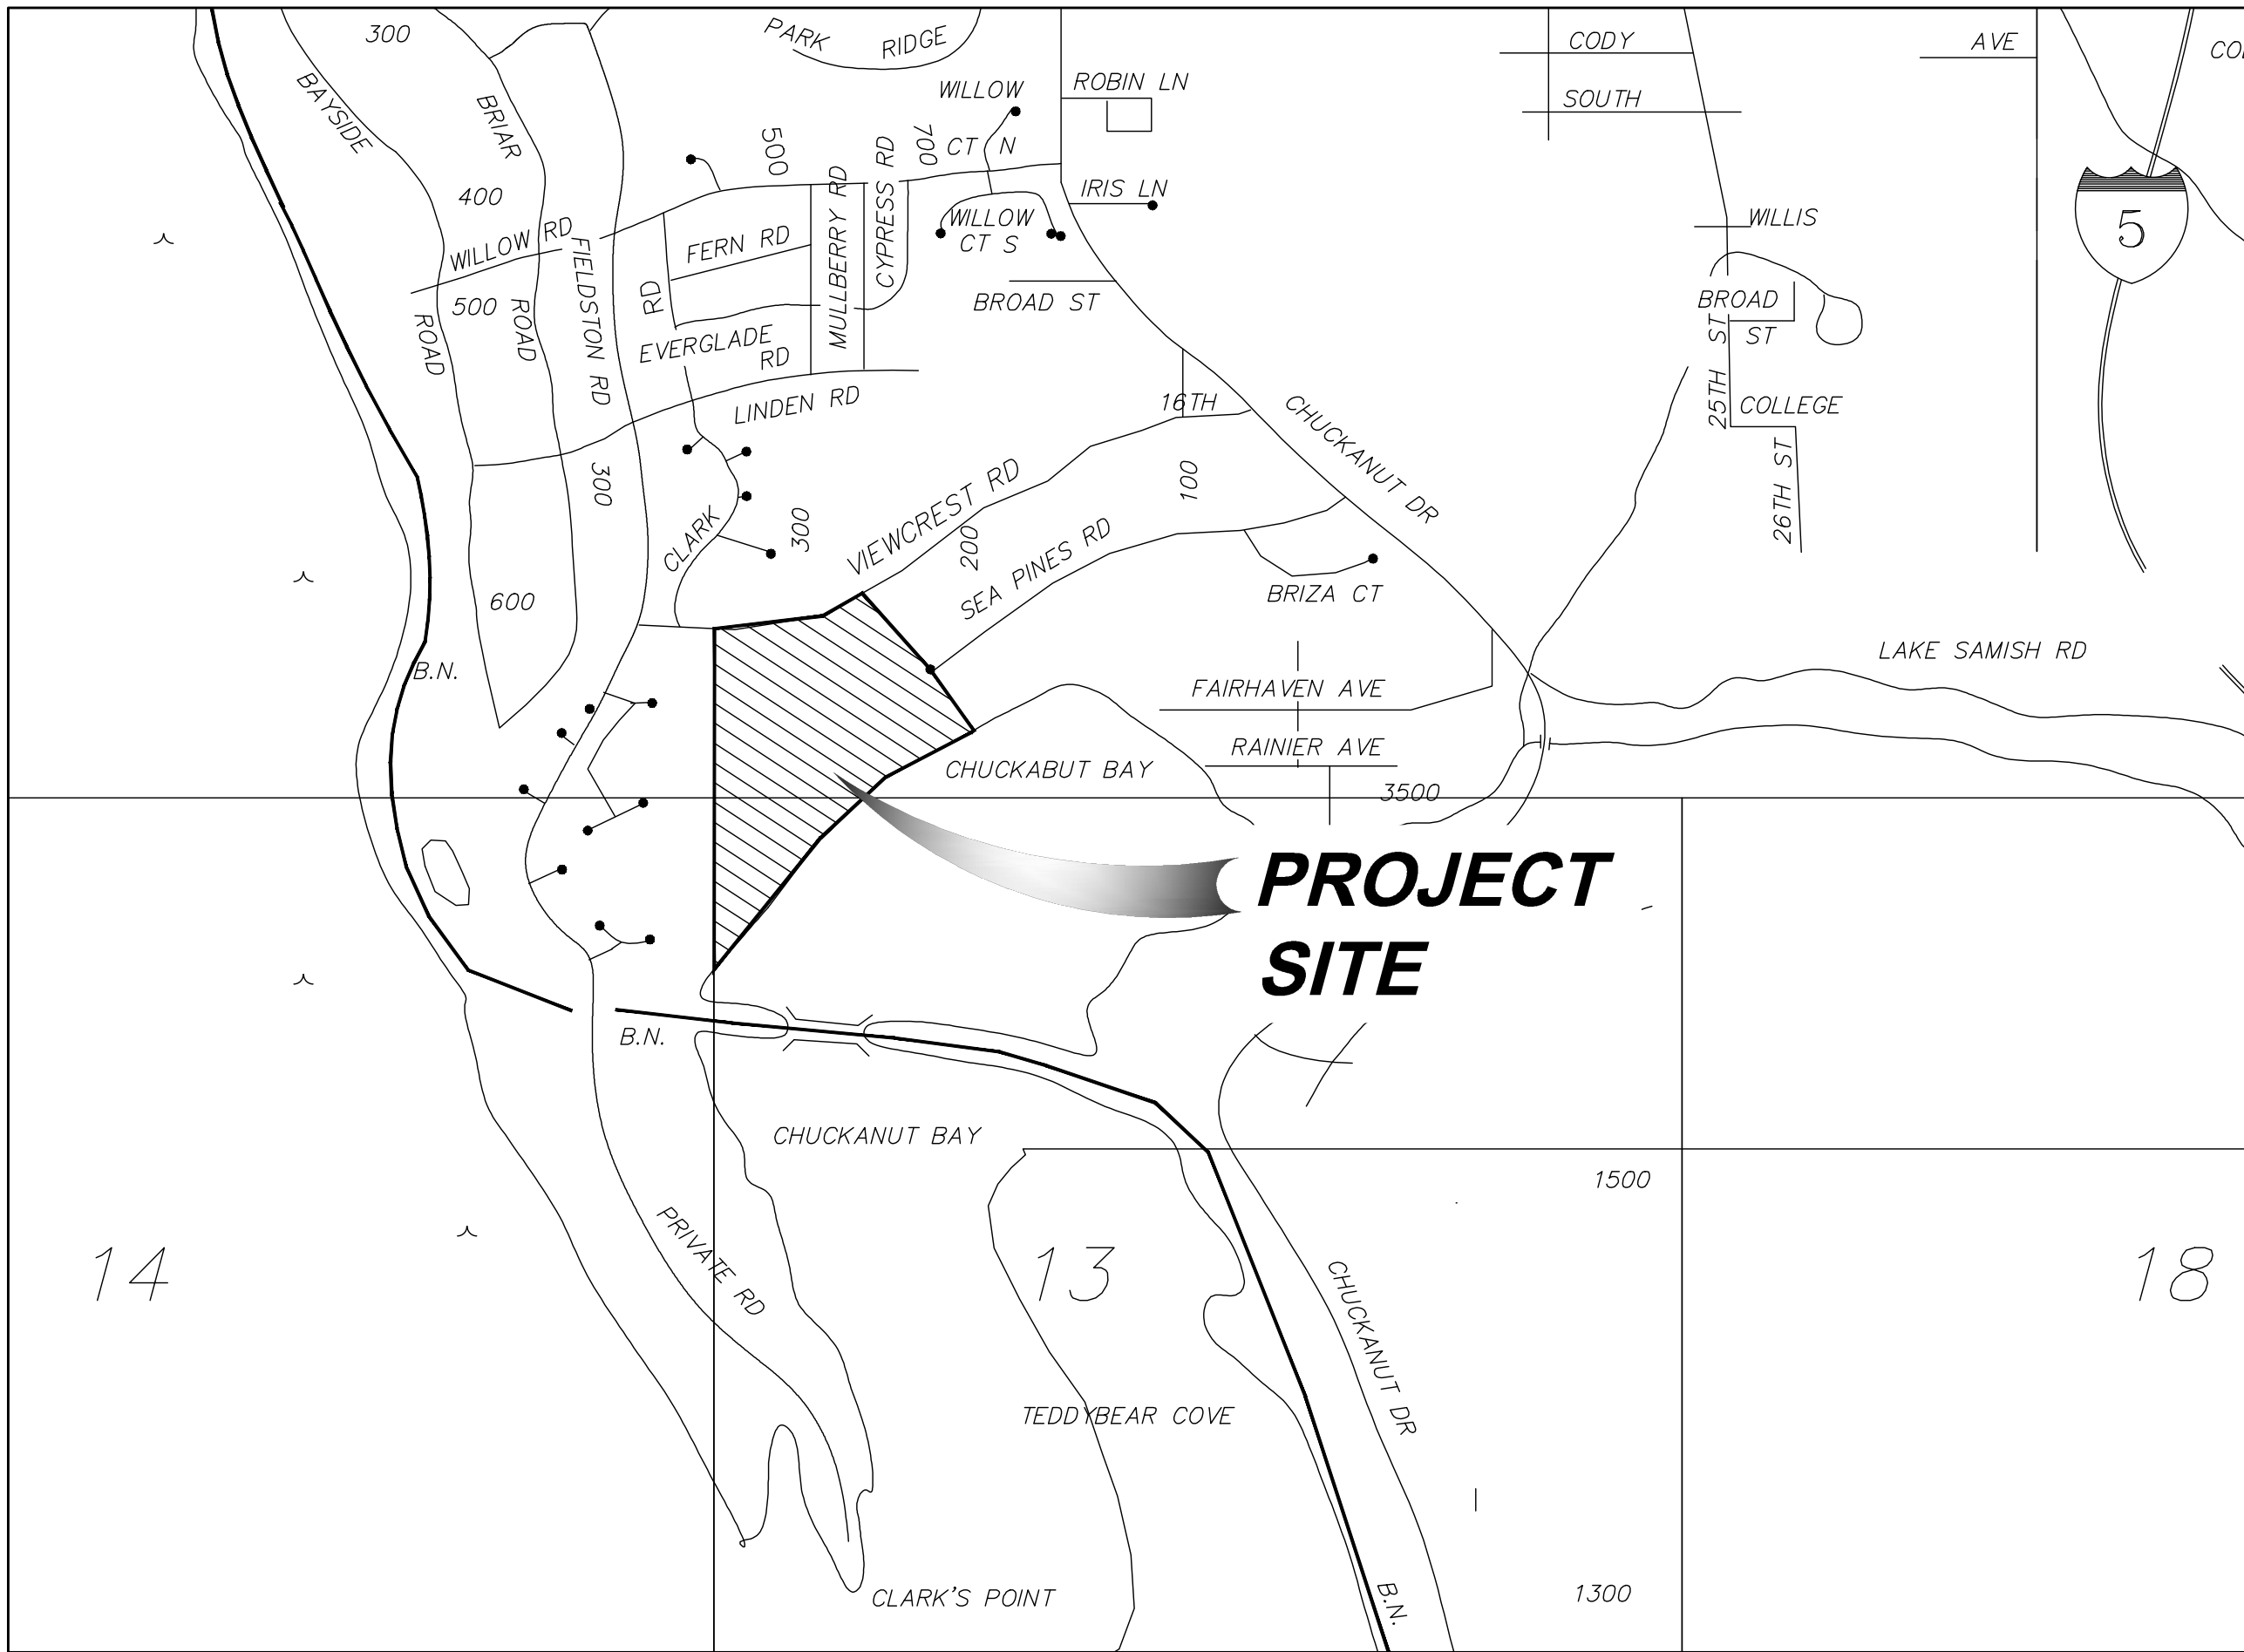 300
PARK RIDGE
CODY
AVE
BAYSIDE
BRIAR
WILLOW
CT N
ROBIN LN
SOUTH
500
700
400
WILLOW RD
FIELDSTON RD
FERN RD
MULLBERRY RD
CYPRESS RD
WILLOW
CT S
IRIS LN
WILLIS
5
500
ROAD
ROAD
RD
EVERGLADE
RD
BROAD ST
BROAD
ST
25TH ST
LINDEN RD
16TH
CHUCKANUT DR
COLLEGE
26TH ST
300
CLARK
300
VIEWCREST RD
200
100
SEA PINES RD
BRIZA CT
600
B.N.
LAKE SAMISH RD
FAIRHAVEN AVE
RAINIER AVE
CHUCKABUT BAY
3500
PROJECT
SITE
B.N.
CHUCKANUT BAY
1500
PRIVATE RD
14
13
18
CHUCKANUT DR
TEDDYBEAR COVE
CLARK'S POINT
B.N.
1300